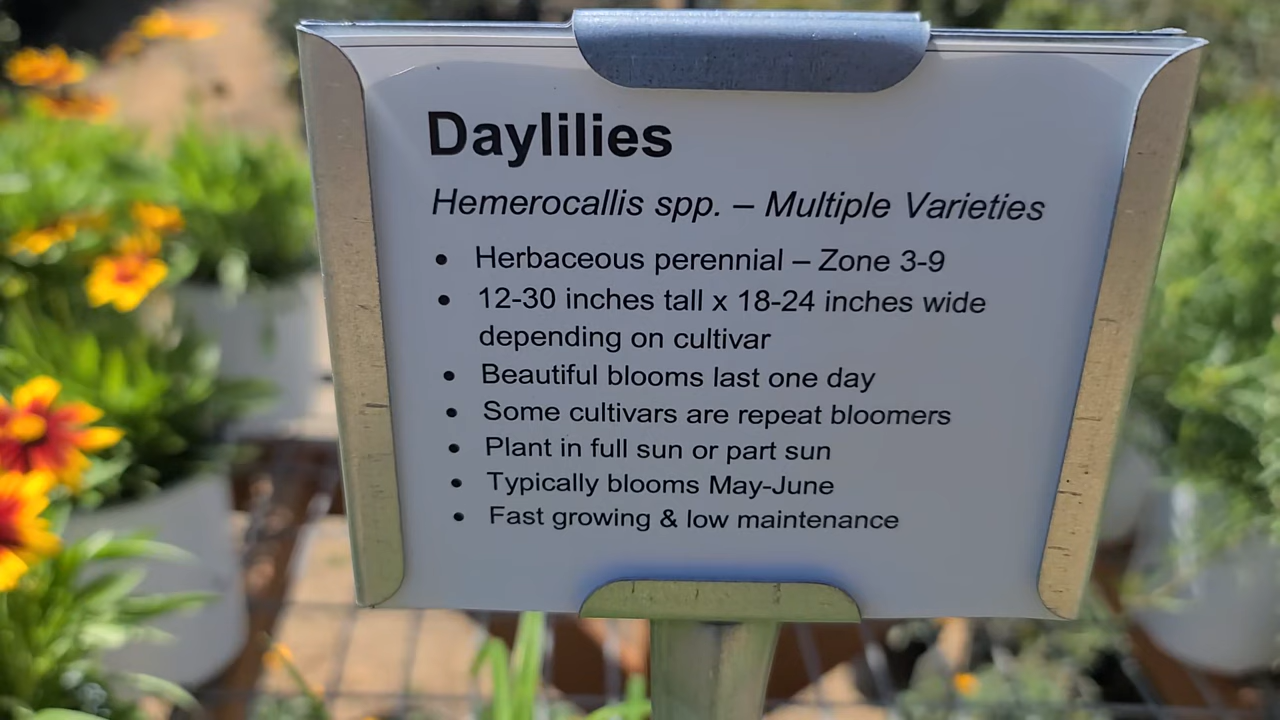 Daylilies
Hemerocallis spp. – Multiple Varieties
• Herbaceous perennial – Zone 3-9
• 12-30 inches tall x 18-24 inches wide
depending on cultivar
• Beautiful blooms last one day
• Some cultivars are repeat bloomers
• Plant in full sun or part sun
• Typically blooms May-June
• Fast growing & low maintenance